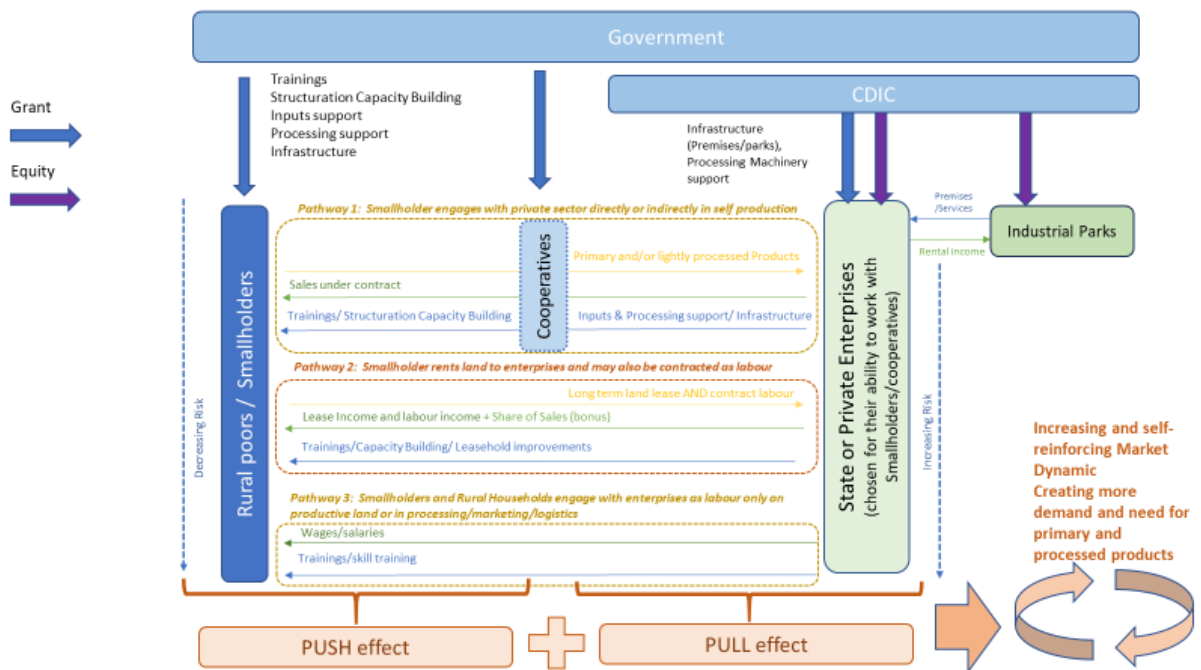 Government
CDIC
Grant
Equity
Trainings
Structuration Capacity Building
Inputs support
Processing support
Infrastructure
Infrastructure
(Premises/parks),
Processing Machinery
support
Decreasing Risk
Rural poors / Smallholders
Pathway 1: Smallholder engages with private sector directly or indirectly in self production
Cooperatives
Primary and/or lightly processed Products
Sales under contract
Trainings/ Structuration Capacity Building
Inputs & Processing support/ Infrastructure
Pathway 2: Smallholder rents land to enterprises and may also be contracted as labour
Long term land lease AND contract labour
Lease Income and labour income + Share of Sales (bonus)
Trainings/Capacity Building/ Leasehold improvements
Pathway 3: Smallholders and Rural Households engage with enterprises as labour only on
productive land or in processing/marketing/logistics
Wages/salaries
Trainings/skill training
State or Private Enterprises
(chosen for their ability to work with
Smallholders/cooperatives)
Premises
/Services
Rental income
Industrial Parks
Increasing Risk
Increasing and self-
reinforcing Market
Dynamic
Creating more
demand and need for
primary and
processed products
PUSH effect
PULL effect